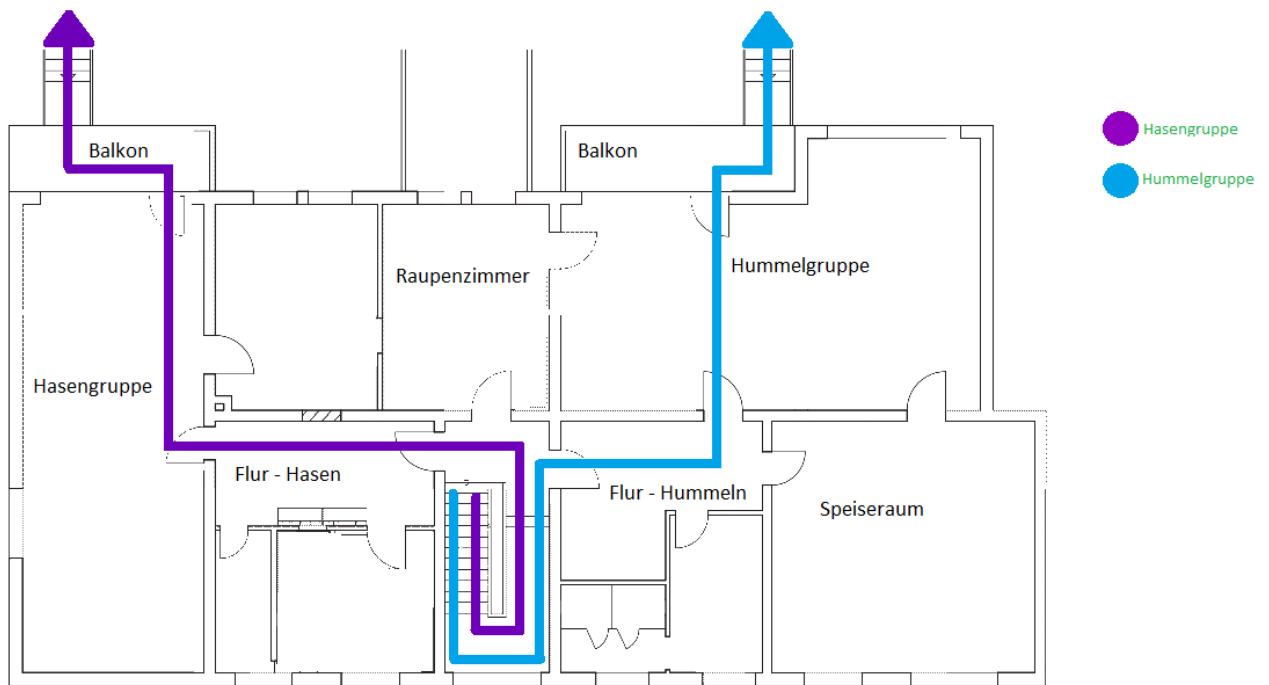 Balkon
Balkon
Hasengruppe
Hummelgruppe
Raupenzimmer
Hummelgruppe
Hasengruppe
Flur - Hasen
Flur - Hummeln
Speiseraum